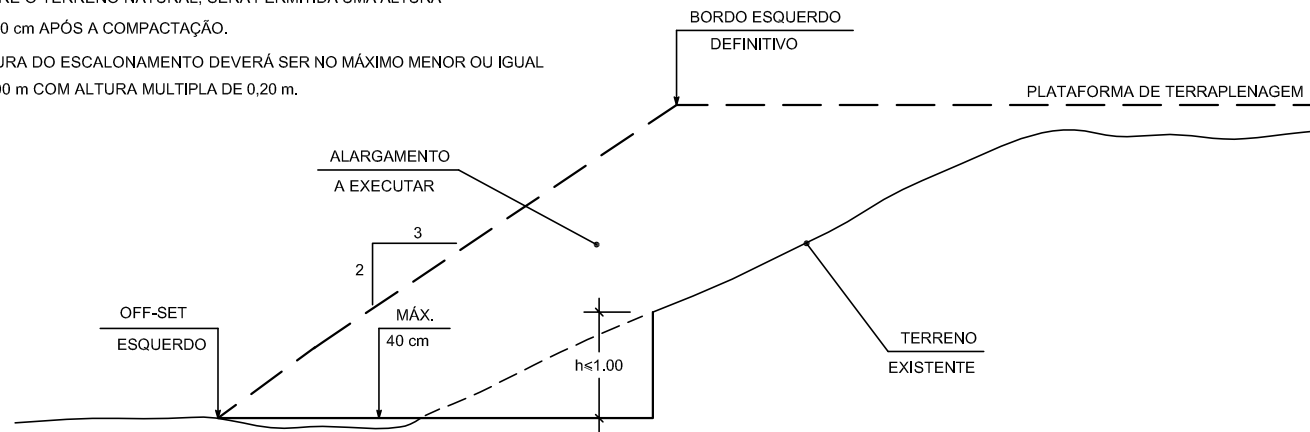 O TERRENO NATURAL, SERÁ PERMITIDA UMA ALTURA
0 cm APÓS A COMPACTAÇÃO.
URA DO ESCALONAMENTO DEVERÁ SER NO MÁXIMO MENOR OU IGUAL
00 m COM ALTURA MULTIPLA DE 0,20 m.
BORDO ESQUERDO
DEFINITIVO
PLATAFORMA DE TERRAPLENAGEM
ALARGAMENTO
A EXECUTAR
3
2
OFF-SET
ESQUERDO
MÁX.
40 cm
h≤1.00
TERRENO
EXISTENTE